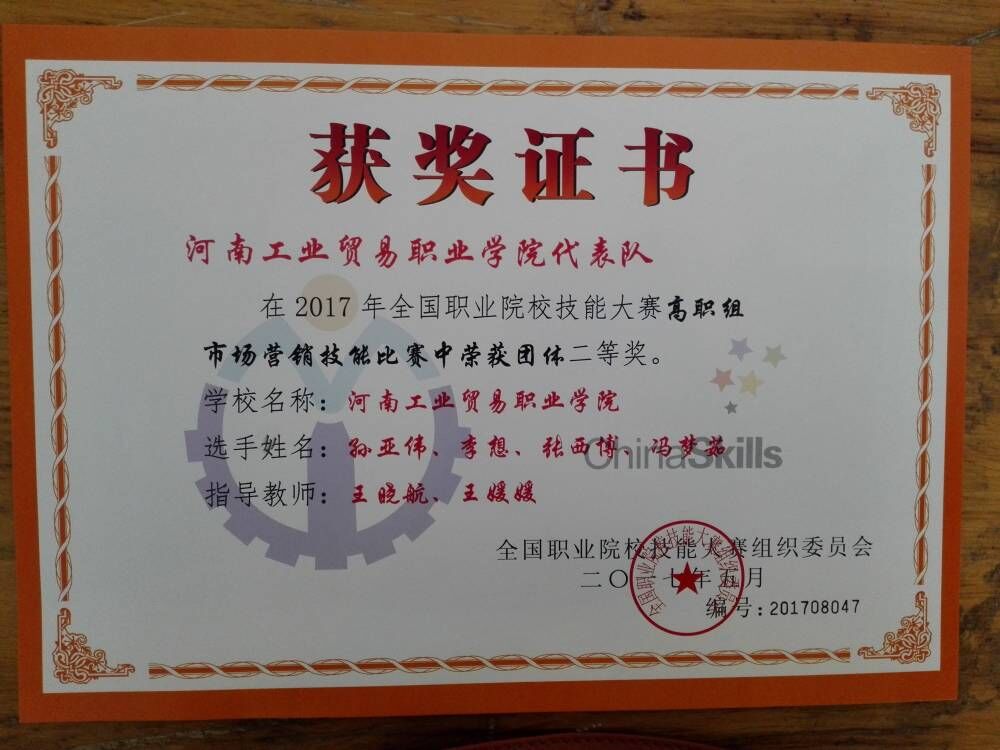 获奖证书
河南工业贸易职业学院代表队
在2017年全国职业院校技能大赛高职组
市场营销技能比赛中荣获团体二等奖。
学校名称：河南工业贸易职业学院
选手姓名：孙亚伟、李想、张西博、冯梦茹
指导教师：王晓航、王媛媛
ChinaSkills
全国职业院校技能大赛组织委员会
二〇一七年五月
编号：201708047